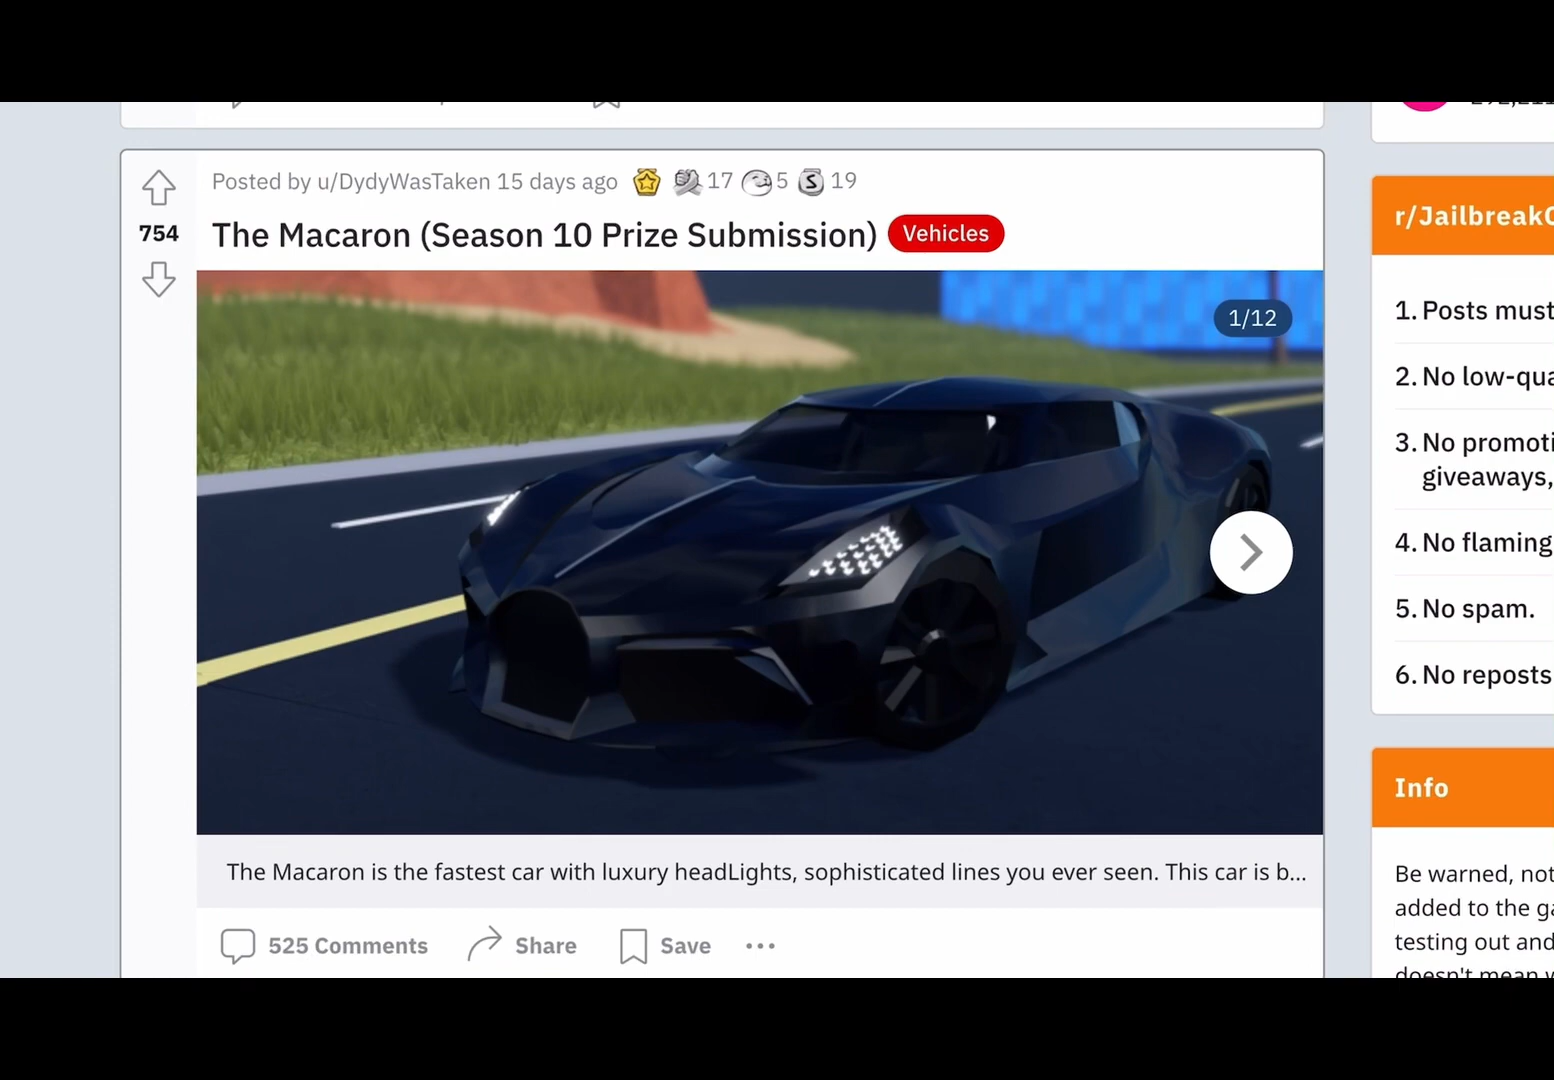 Posted by u/DydyWasTaken 15 days ago 17 5 S 19
754
The Macaron (Season 10 Prize Submission) Vehicles
1/12
The Macaron is the fastest car with luxury headLights, sophisticated lines you ever seen. This car is b...
525 Comments Share Save
r/Jailbreak
1. Posts must
2. No low-qua
3. No promoti
giveaways,
4. No flaming
5. No spam.
6. No reposts
Info
Be warned, not
added to the ga
testing out and
doesn't mean